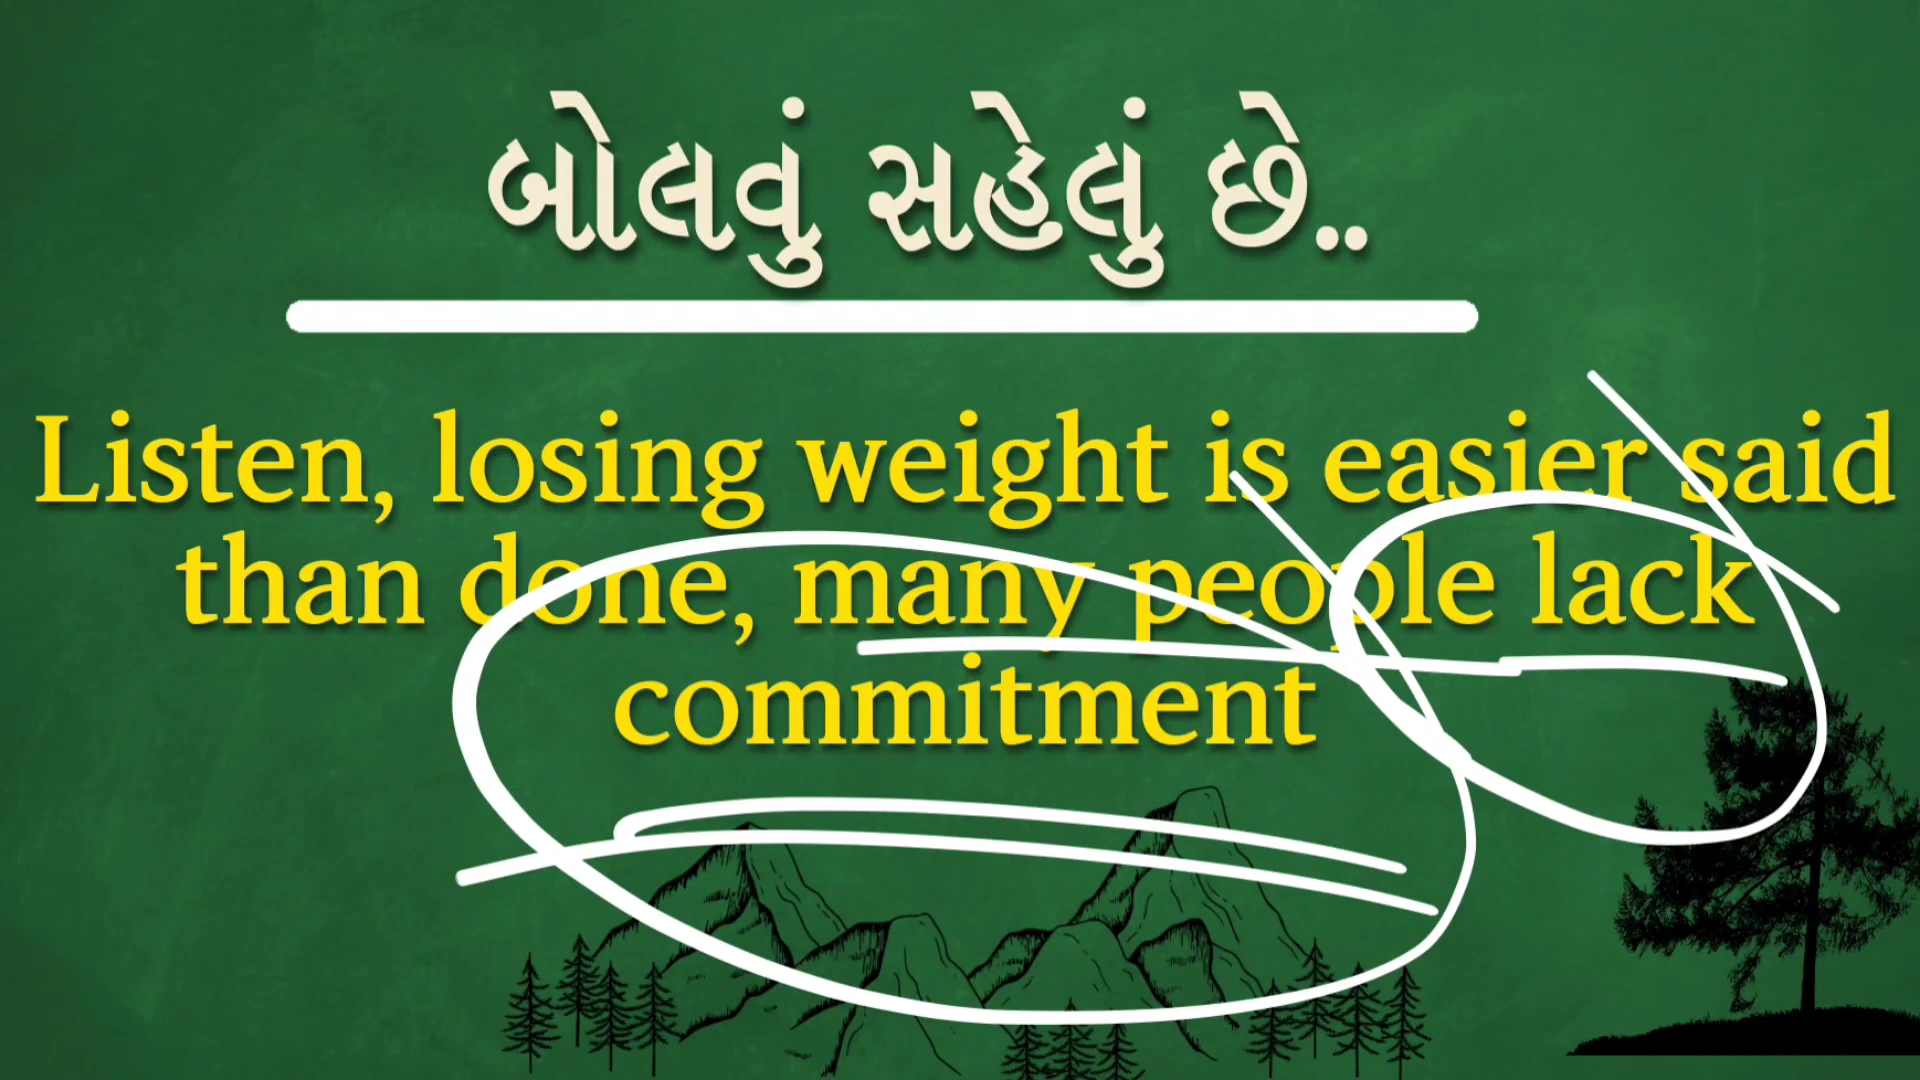 બોલવું સહેલું છે..
Listen, losing weight is easier said
than done, many people lack
commitment